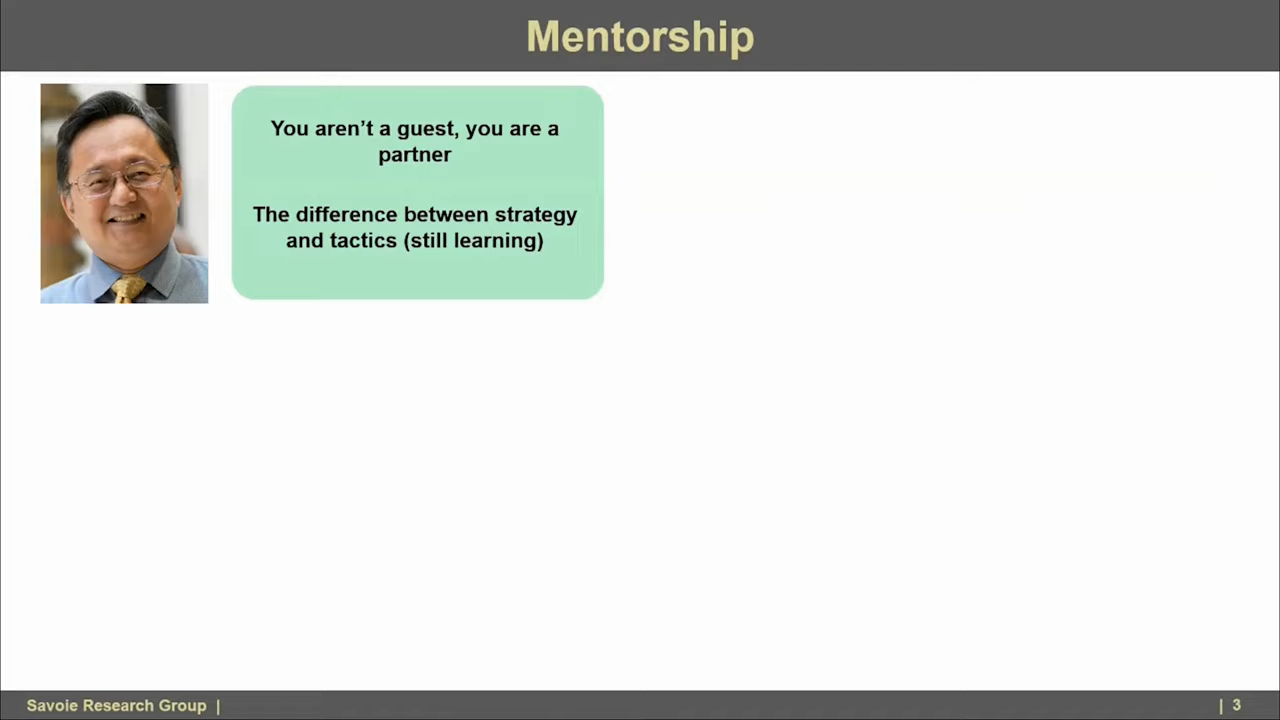 Mentorship
You aren’t a guest, you are a
partner
The difference between strategy
and tactics (still learning)
Savoie Research Group |
| 3